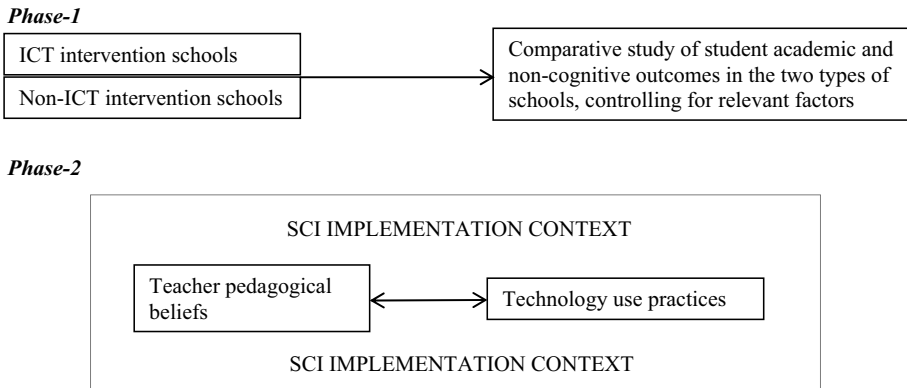 Phase-1
ICT intervention schools
Non-ICT intervention schools
Comparative study of student academic and
non-cognitive outcomes in the two types of
schools, controlling for relevant factors
Phase-2
SCI IMPLEMENTATION CONTEXT
Teacher pedagogical
beliefs
Technology use practices
SCI IMPLEMENTATION CONTEXT